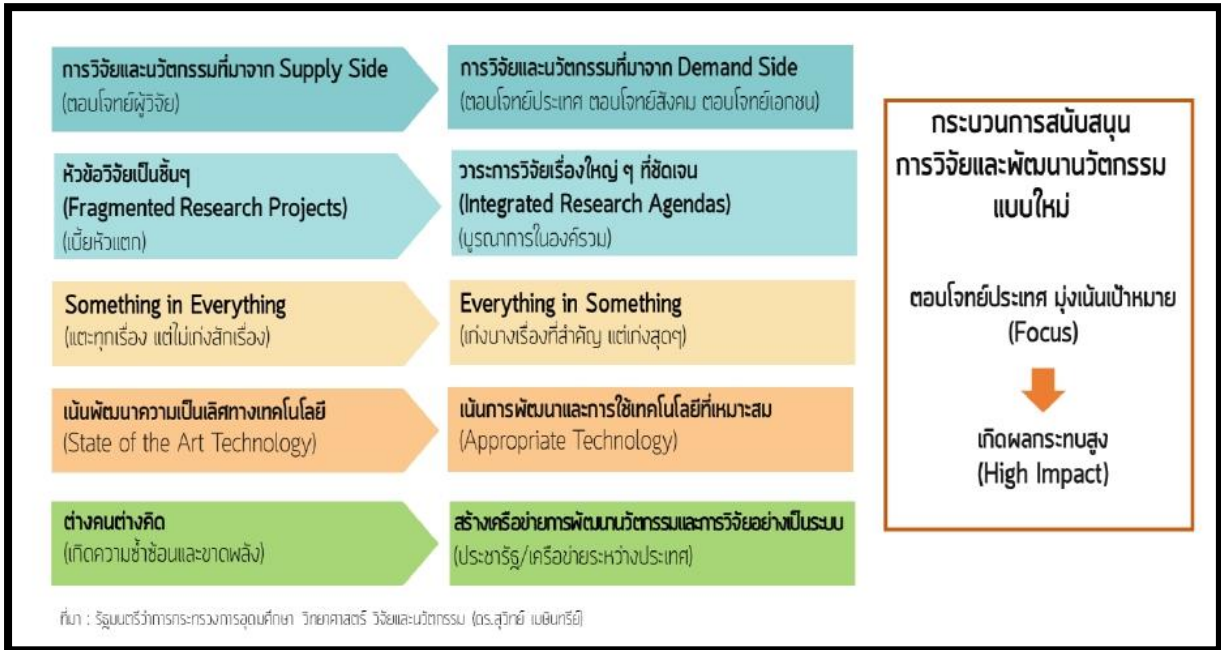 การวิจัยและนวัตกรรมที่มาจาก Supply Side
(ตอบโจทย์ผู้วิจัย)
การวิจัยและนวัตกรรมที่มาจาก Demand Side
(ตอบโจทย์ประเทศ ตอบโจทย์สังคม ตอบโจทย์เอกชน)
หัวข้อวิจัยเป็นชิ้นๆ
(Fragmented Research Projects)
(เบี้ยหัวแตก)
วาระการวิจัยเรื่องใหญ่ ๆ ที่ชัดเจน
(Integrated Research Agendas)
(บูรณาการในองค์รวม)
Something in Everything
(แตะทุกเรื่อง แต่ไม่เก่งสักเรื่อง)
Everything in Something
(เก่งบางเรื่องที่สำคัญ แต่เก่งสุดๆ)
เน้นพัฒนาความเป็นเลิศทางเทคโนโลยี
(State of the Art Technology)
เน้นการพัฒนาและการใช้เทคโนโลยีที่เหมาะสม
(Appropriate Technology)
ต่างคนต่างคิด
(เกิดความซ้ำซ้อนและขาดพลัง)
สร้างเครือข่ายการพัฒนานวัตกรรมและการวิจัยอย่างเป็นระบบ
(ประชารัฐ/เครือข่ายระหว่างประเทศ)
กระบวนการสนับสนุน
การวิจัยและพัฒนานวัตกรรม
แบบใหม่
ตอบโจทย์ประเทศ มุ่งเน้นเป้าหมาย
(Focus)
เกิดผลกระทบสูง
(High Impact)
ที่มา : รัฐมนตรีว่าการกระทรวงการอุดมศึกษา วิทยาศาสตร์ วิจัยและนวัตกรรม (ดร.สุวิทย์ เมษินทรีย์)